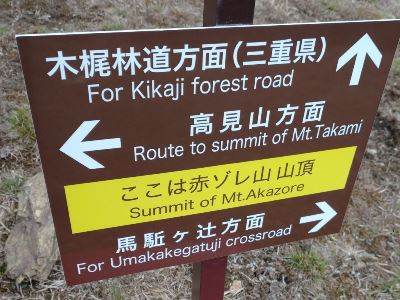 木梶林道方面(三重県)
For Kikaji forest road
高見山方面
Route to summit of Mt.Takami
ここは赤ゾレ山 山頂
Summit of Mt.Akazore
馬駈ヶ辻方面
For Umakakegatuji crossroad